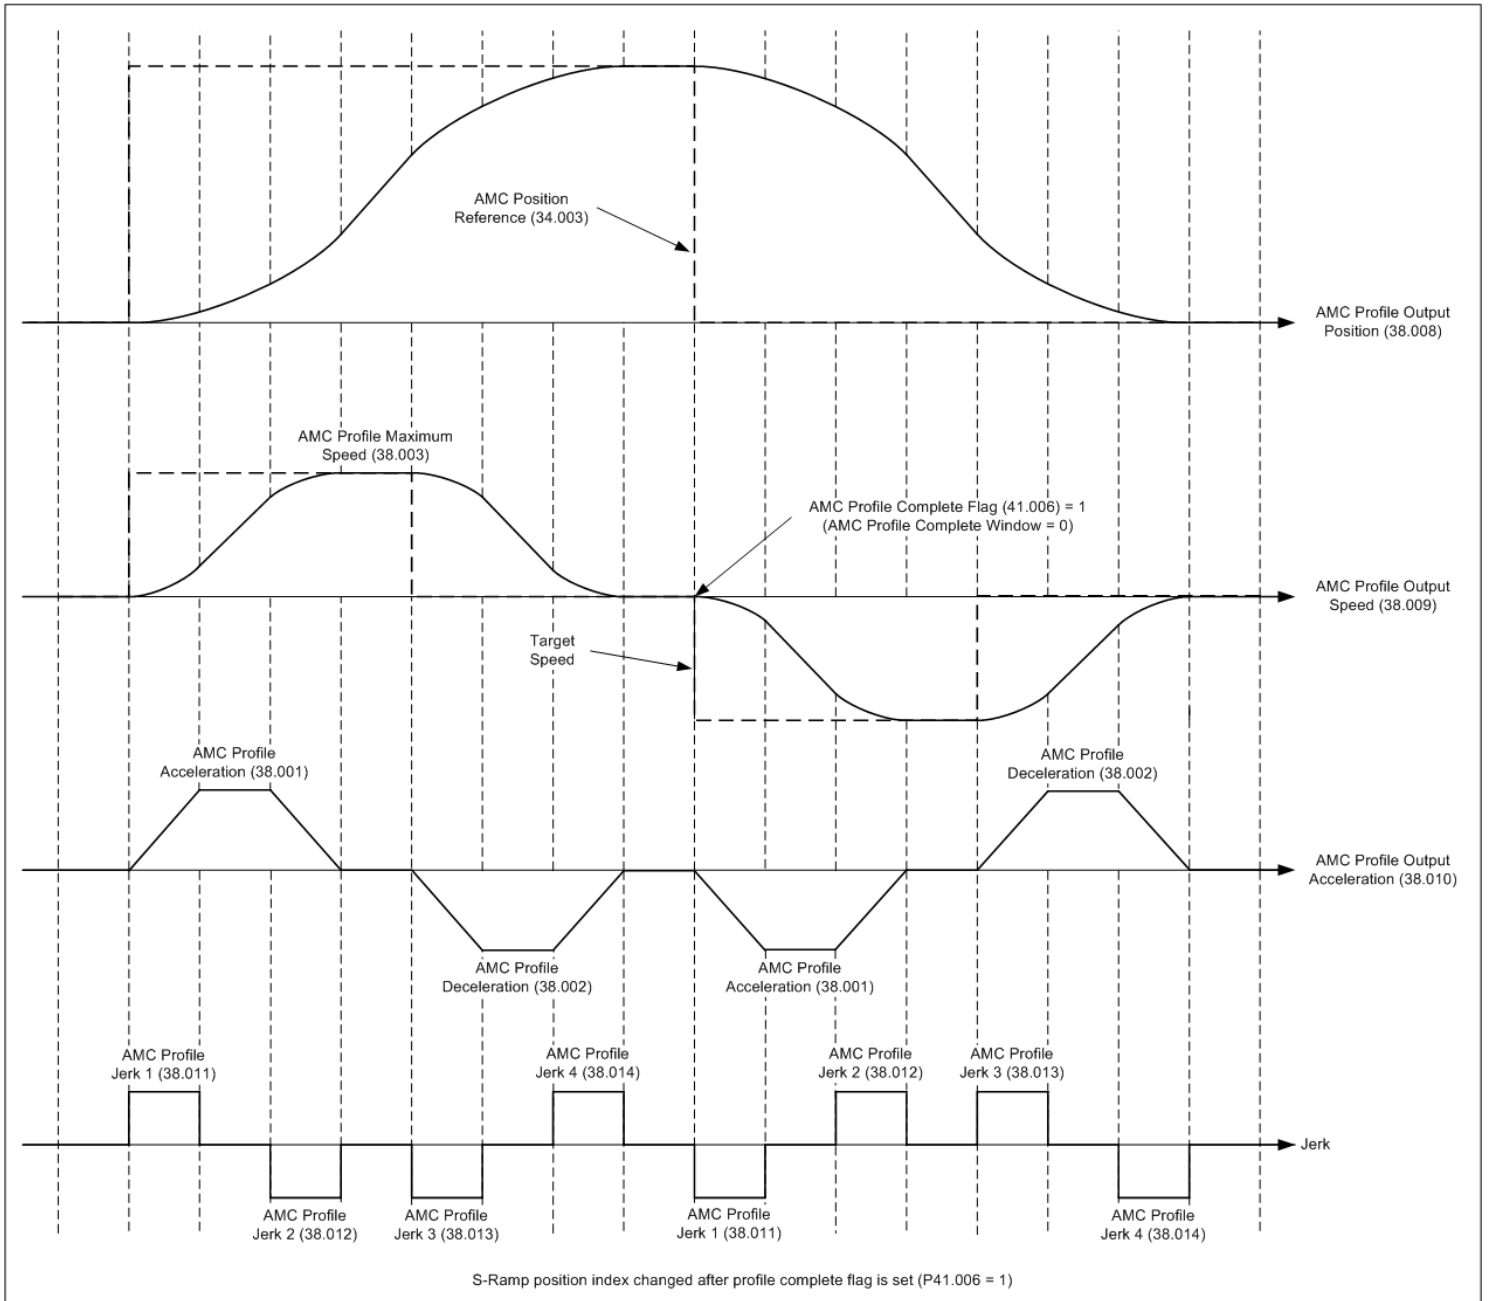 AMC Position
Reference (34.003)
AMC Profile Output
Position (38.008)
AMC Profile Maximum
Speed (38.003)
AMC Profile Complete Flag (41.006) = 1
(AMC Profile Complete Window = 0)
AMC Profile Output
Speed (38.009)
Target
Speed
AMC Profile
Acceleration (38.001)
AMC Profile
Deceleration (38.002)
AMC Profile Output
Acceleration (38.010)
AMC Profile
Deceleration (38.002)
AMC Profile
Acceleration (38.001)
AMC Profile
Jerk 1 (38.011)
AMC Profile
Jerk 4 (38.014)
AMC Profile
Jerk 2 (38.012)
AMC Profile
Jerk 3 (38.013)
Jerk
AMC Profile
Jerk 2 (38.012)
AMC Profile
Jerk 3 (38.013)
AMC Profile
Jerk 1 (38.011)
AMC Profile
Jerk 4 (38.014)
S-Ramp position index changed after profile complete flag is set (P41.006 = 1)